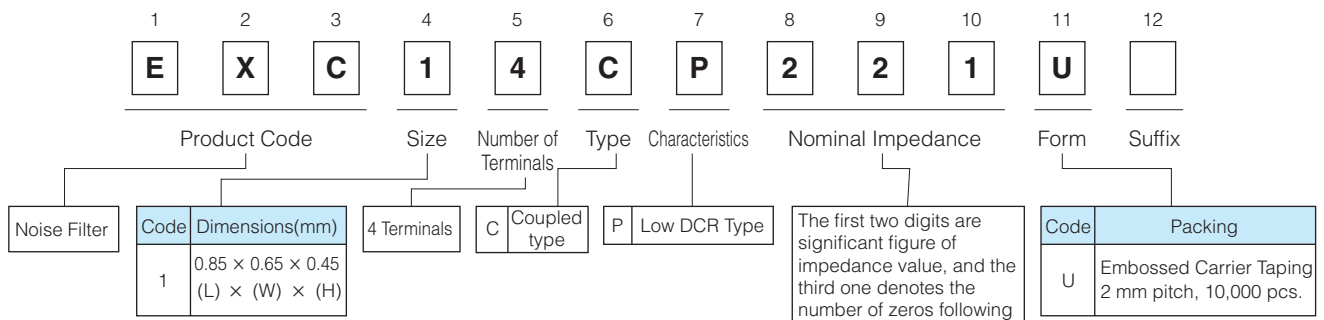 1 2 3 4 5 6 7 8 9 10 11 12
E X C 1 4 C P 2 2 1 U
Product Code Size Number of Terminals Type Characteristics Nominal Impedance Form Suffix
Noise Filter
Code Dimensions(mm)
1 0.85 × 0.65 × 0.45
(L) × (W) × (H)
4 Terminals
C Coupled
type
P Low DCR Type
The first two digits are
significant figure of
impedance value, and the
third one denotes the
number of zeros following
Code Packing
U Embossed Carrier Taping
2 mm pitch, 10,000 pcs.